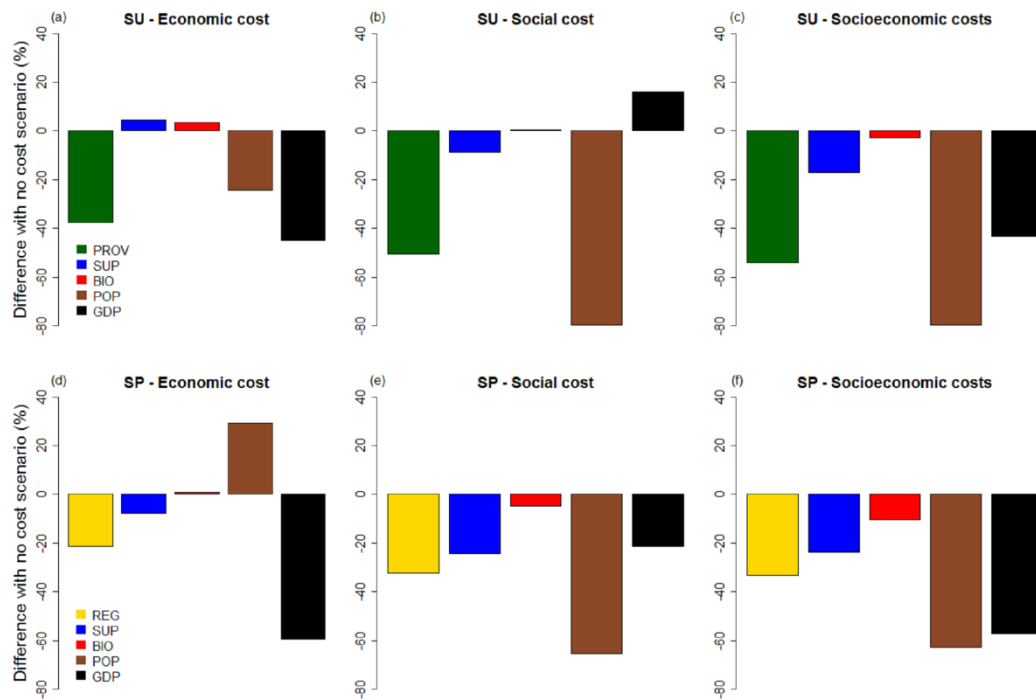 (a)
SU - Economic cost
(b)
SU - Social cost
(c)
SU - Socioeconomic costs
Difference with no cost scenario (%)
40
20
0
-20
-40
-60
-80
PROV
SUP
BIO
POP
GDP
40
20
0
-20
-40
-60
-80
40
20
0
-20
-40
-60
-80
(d)
SP - Economic cost
(e)
SP - Social cost
(f)
SP - Socioeconomic costs
Difference with no cost scenario (%)
40
20
0
-20
-40
-60
-80
REG
SUP
BIO
POP
GDP
40
20
0
-20
-40
-60
-80
40
20
0
-20
-40
-60
-80